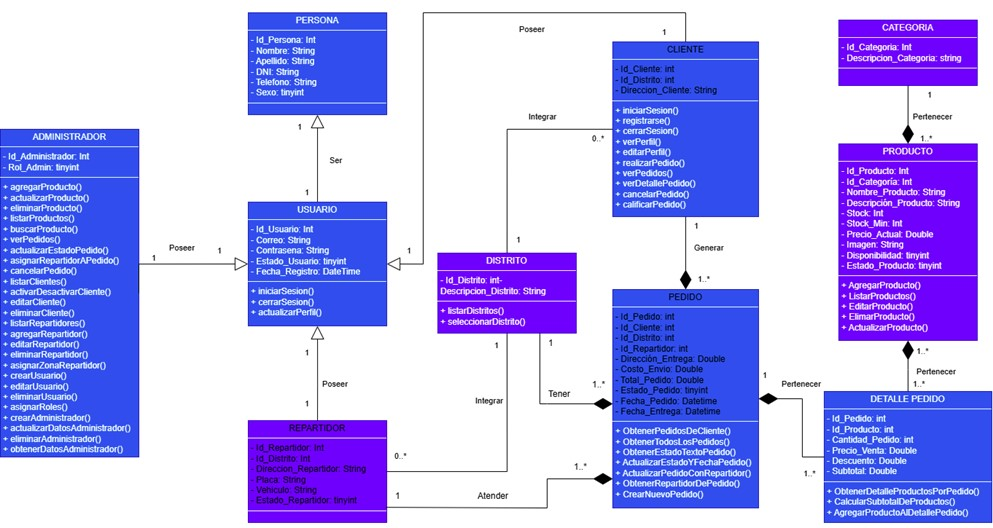 PERSONA
- Id_Persona: Int
- Nombre: String
- Apellido: String
- DNI: String
- Telefono: String
- Sexo: tinyint
1
Ser
1
ADMINISTRADOR
- Id_Administrador: Int
- Rol_Admin: tinyint
+ agregarProducto()
+ actualizarProducto()
+ eliminarProducto()
+ listarProductos()
+ buscarProducto()
+ verPedidos()
+ actualizarEstadoPedido()
+ asignarRepartidorAPedido()
+ cancelarPedido()
+ listarClientes()
+ activarDesactivarCliente()
+ editarCliente()
+ eliminarCliente()
+ listarRepartidores()
+ agregarRepartidor()
+ editarRepartidor()
+ eliminarRepartidor()
+ asignarZonaRepartidor()
+ crearUsuario()
+ editarUsuario()
+ eliminarUsuario()
+ asignarRoles()
+ crearAdministrador()
+ actualizarDatosAdministrador()
+ eliminarAdministrador()
+ obtenerDatosAdministrador()
1
Poseer
1
USUARIO
- Id_Usuario: Int
- Correo: String
- Contrasena: String
- Estado_Usuario: tinyint
- Fecha_Registro: DateTime
+ iniciarSesion()
+ cerrarSesion()
+ actualizarPerfil()
1
Poseer
1
1
Poseer
1
REPARTIDOR
- Id_Repartidor: Int
- Id_Distrito: Int
- Direccion_Repartidor: String
- Placa: String
- Vehiculo: String
- Estado_Repartidor: tinyint
CLIENTE
- Id_Cliente: int
- Id_Distrito: int
- Direccion_Cliente: String
+ iniciarSesion()
+ registrarse()
+ cerrarSesion()
+ verPerfil()
+ editarPerfil()
+ realizarPedido()
+ verPedidos()
+ verDetallePedido()
+ cancelarPedido()
+ calificarPedido()
Integrar
0..*
1
DISTRITO
- Id_Distrito: int-
Descripcion_Distrito: String
+ listarDistritos()
+ seleccionarDistrito()
1
Integrar
0..*
1
Tener
1..*
1
Atender
1..*
1
Generar
1..*
PEDIDO
- Id_Pedido: int
- Id_Cliente: int
- Id_Distrito: int
- Id_Repartidor: int
- Dirección_Entrega: Double
- Costo_Envio: Double
- Total_Pedido: Double
- Estado_Pedido: tinyint
- Fecha_Pedido: Datetime
- Fecha_Entrega: Datetime
+ ObtenerPedidosDeCliente()
+ ObtenerTodosLosPedidos()
+ ObtenerEstadoTextoPedido()
+ ActualizarEstadoYFechaPedido()
+ ActualizarPedidoConRepartidor()
+ ObtenerRepartidorDePedido()
+ CrearNuevoPedido()
1
Pertenecer
1..*
CATEGORIA
- Id_Categoria: Int
- Descripcion_Categoria: string
1
Pertenecer
1..*
PRODUCTO
- Id_Producto: Int
- Id_Categoría: Int
- Nombre_Producto: String
- Descripción_Producto: String
- Stock: Int
- Stock_Min: Int
- Precio_Actual: Double
- Imagen: String
- Disponibilidad: tinyint
- Estado_Producto: tinyint
+ AgregarProducto()
+ ListarProductos()
+ EditarProducto()
+ ElimarProducto()
+ ActualizarProducto()
1..*
Pertenecer
1..*
DETALLE PEDIDO
- Id_Pedido: int
- Id_Producto: int
- Cantidad_Pedido: int
- Precio_Venta: Double
- Descuento: Double
- Subtotal: Double
+ ObtenerDetalleProductosPorPedido()
+ CalcularSubtotalDeProductos()
+ AgregarProductoAlDetallePedido()